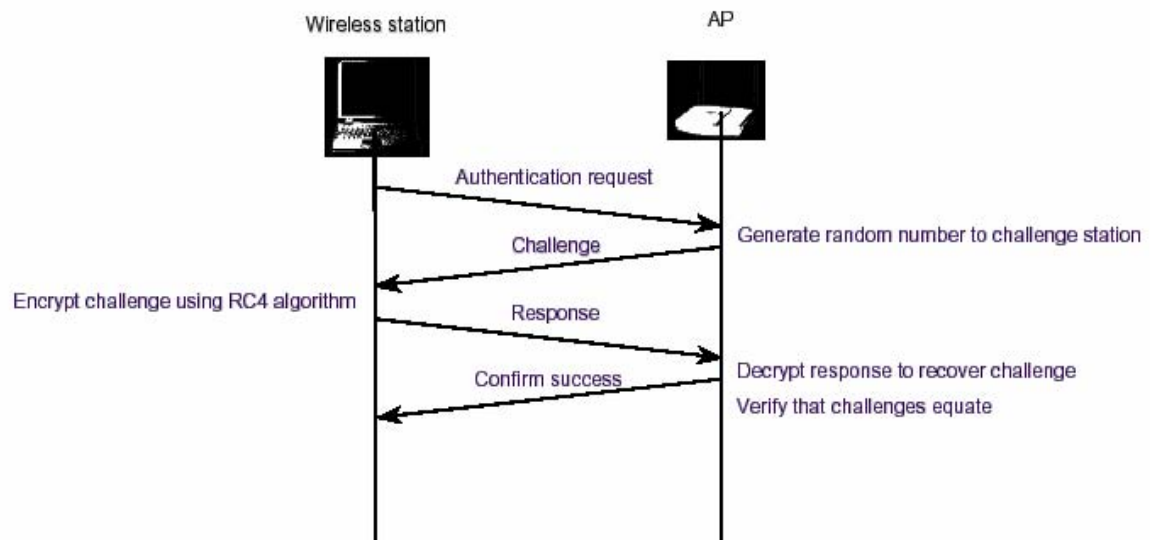 Wireless station
AP
Authentication request
Generate random number to challenge station
Challenge
Encrypt challenge using RC4 algorithm
Response
Decrypt response to recover challenge
Confirm success
Verify that challenges equate